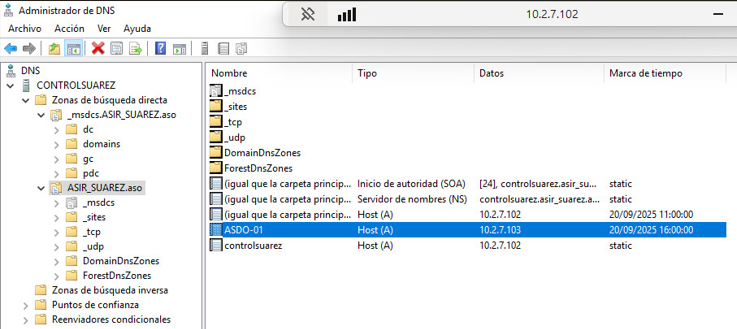 Administrador de DNS
10.2.7.102
Archivo Acción Ver Ayuda
DNS
CONTROLSUAREZ
Zonas de búsqueda directa
_msdcs.ASIR_SUAREZ.aso
dc
domains
gc
pdc
ASIR_SUAREZ.aso
_msdcs
_sites
_tcp
_udp
DomainDnsZones
ForestDnsZones
Zonas de búsqueda inversa
Puntos de confianza
Reenviadores condicionales
Nombre Tipo Datos Marca de tiempo
_msdcs
_sites
_tcp
_udp
DomainDnsZones
ForestDnsZones
(igual que la carpeta princip... Inicio de autoridad (SOA) [24], controlsuarez.asir_su... static
(igual que la carpeta princip... Servidor de nombres (NS) controlsuarez.asir_suarez.a... static
(igual que la carpeta princip... Host (A) 10.2.7.102 20/09/2025 11:00:00
ASDO-01 Host (A) 10.2.7.103 20/09/2025 16:00:00
controlsuarez Host (A) 10.2.7.102 static